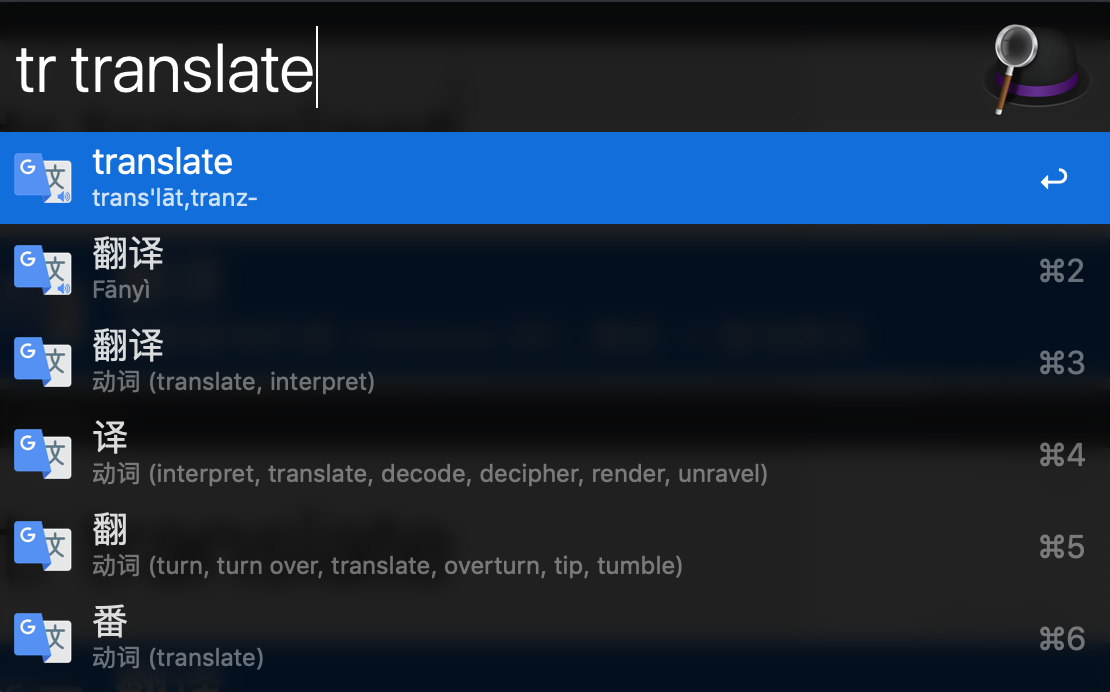 tr translate
translate
trans'lāt,tranz-
翻译
Fānyì
⌘2
翻译
动词 (translate, interpret)
⌘3
译
动词 (interpret, translate, decode, decipher, render, unravel)
⌘4
翻
动词 (turn, turn over, translate, overturn, tip, tumble)
⌘5
番
动词 (translate)
⌘6